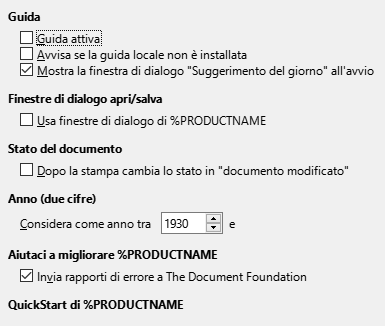 Guida
Guida attiva
Avvisa se la guida locale non è installata
Mostra la finestra di dialogo "Suggerimento del giorno" all'avvio
Finestre di dialogo apri/salva
Usa finestre di dialogo di %PRODUCTNAME
Stato del documento
Dopo la stampa cambia lo stato in "documento modificato"
Anno (due cifre)
Considera come anno tra 1930 e
Aiutaci a migliorare %PRODUCTNAME
Invia rapporti di errore a The Document Foundation
QuickStart di %PRODUCTNAME